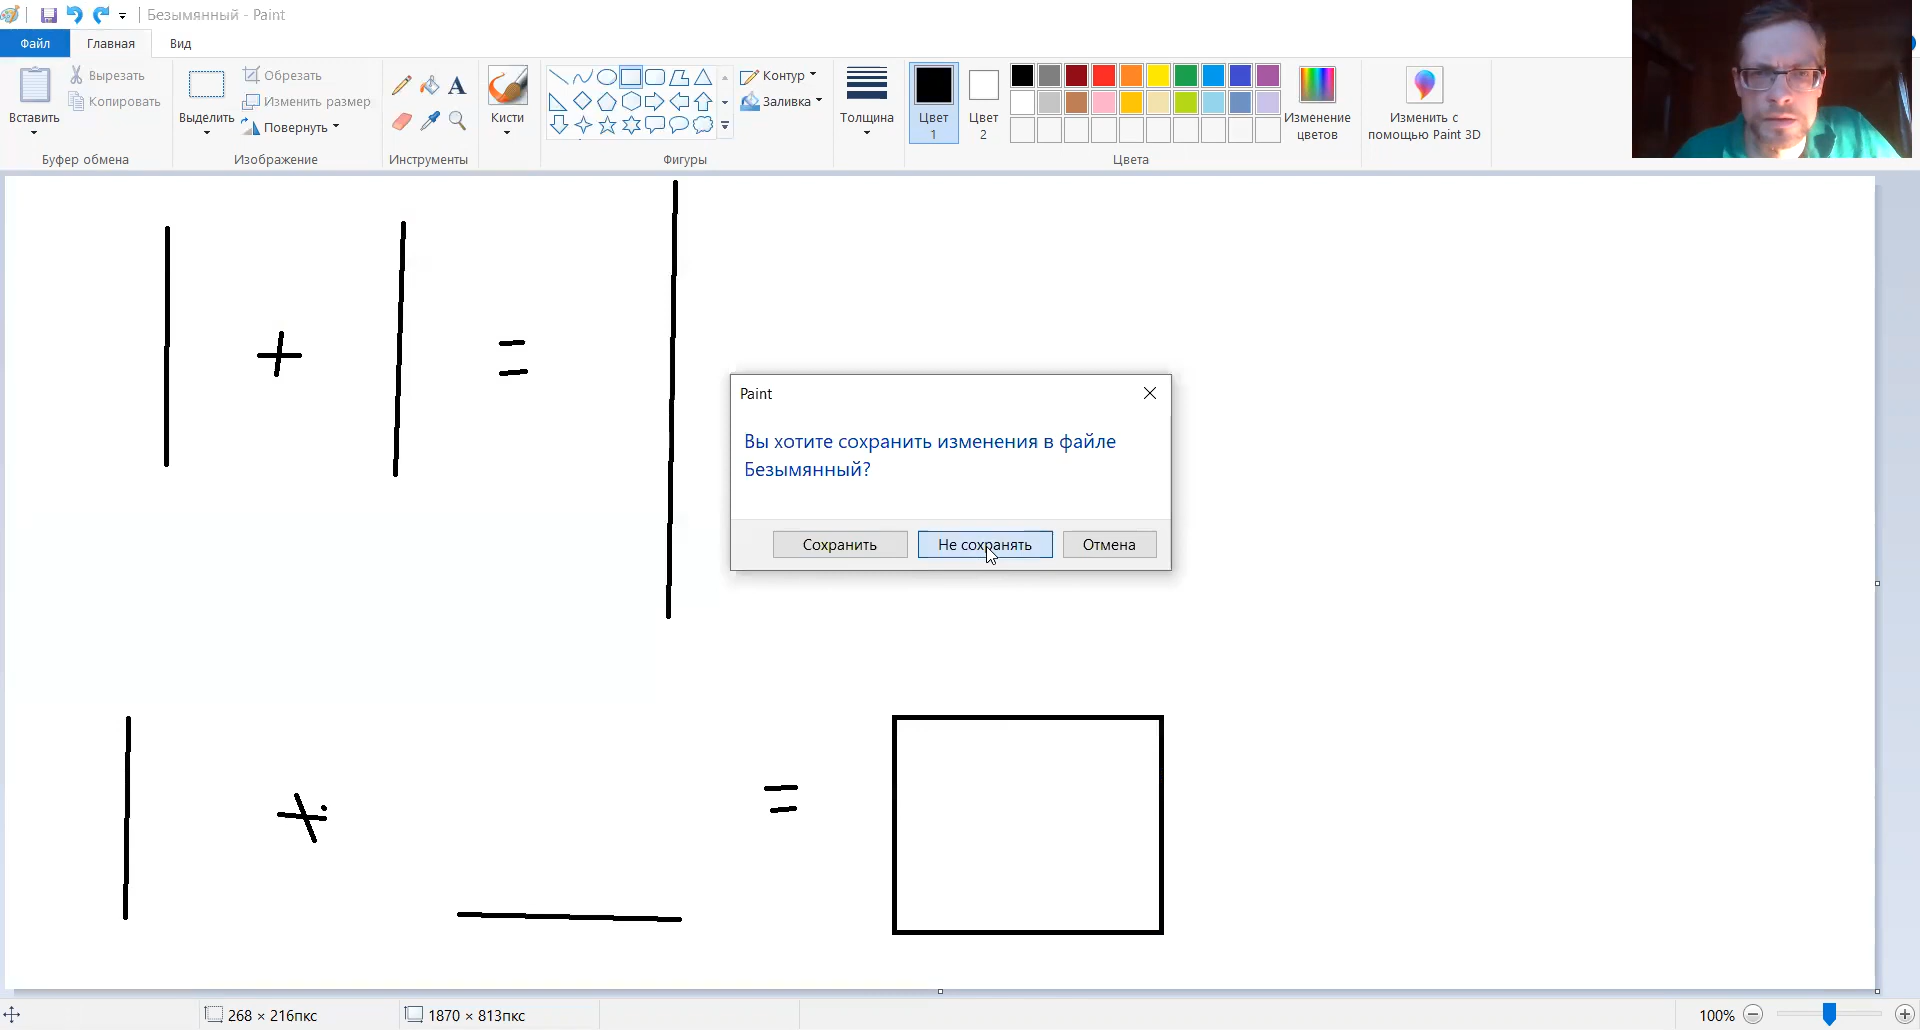 Безымянный - Paint
Файл
Главная
Вид
Вставить
Вырезать
Копировать
Буфер обмена
Выделить
Обрезать
Изменить размер
Повернуть
Изображение
A
Инструменты
Кисти
Контур
Заливка
Фигуры
Толщина
Цвет
1
Цвет
2
Изменение
цветов
Цвета
Изменить с
помощью Paint 3D
+
=
Paint
Вы хотите сохранить изменения в файле
Безымянный?
Сохранить
Не сохранять
Отмена
=
268 × 216пкс
1870 × 813пкс
100%